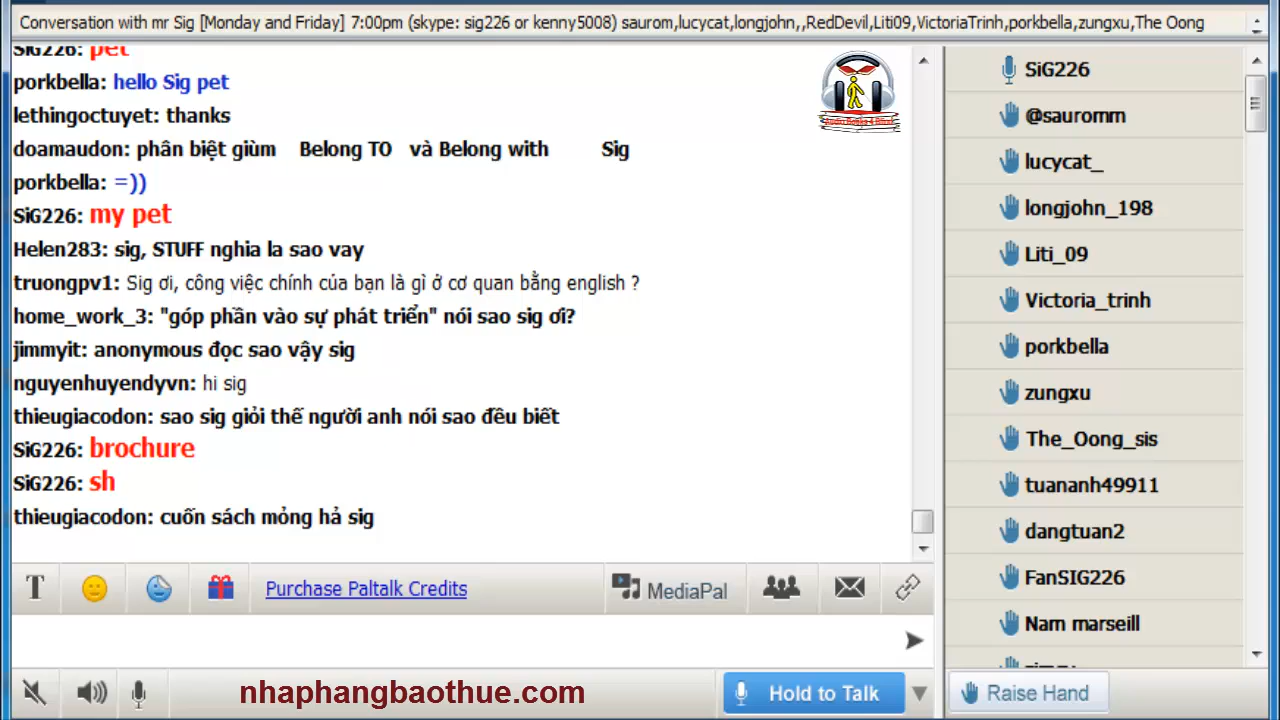 Conversation with mr Sig [Monday and Friday] 7:00pm (skype: sig226 or kenny5008) saurom,lucycat,longjohn,,RedDevil,Liti09,VictoriaTrinh,porkbella,zungxu,The Oong
SiG226: pet
porkbella: hello Sig pet
lethingoctuyet: thanks
doamaudon: phân biệt giùm Belong TO và Belong with Sig
porkbella: =))
SiG226: my pet
Helen283: sig, STUFF nghia la sao vay
truongpv1: Sig ơi, công việc chính của bạn là gì ở cơ quan bằng english ?
home_work_3: "góp phần vào sự phát triển" nói sao sig ơi?
jimmyit: anonymous đọc sao vậy sig
nguyenhuyendyvn: hi sig
thieugiacodon: sao sig giỏi thế người anh nói sao đều biết
SiG226: brochure
SiG226: sh
thieugiacodon: cuốn sách mỏng hả sig
T
Purchase Paltalk Credits
MediaPal
nhaphangbaothue.com
Hold to Talk
SiG226
@sauromm
lucycat_
longjohn_198
Liti_09
Victoria_trinh
porkbella
zungxu
The_Oong_sis
tuananh49911
dangtuan2
FanSIG226
Nam marseill
Raise Hand